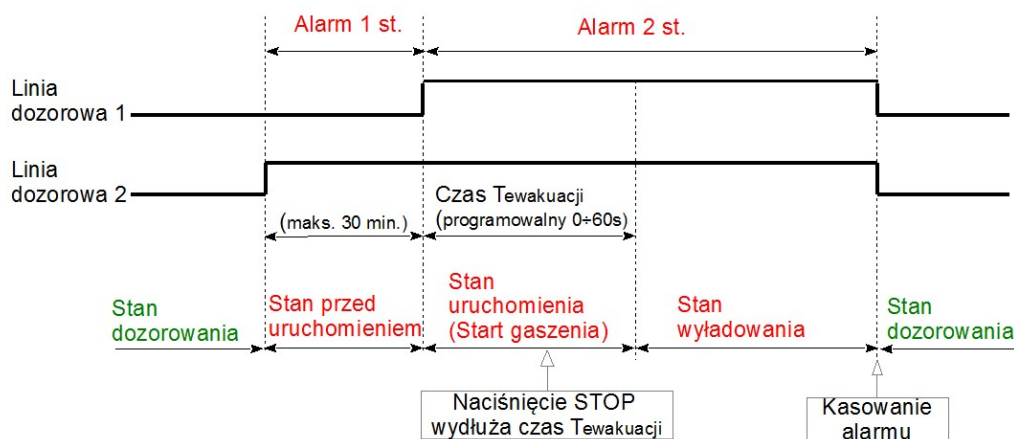 Alarm 1 st.
Alarm 2 st.
Linia
dozorowa 1
Linia
dozorowa 2
Czas Tewakuacji
(maks. 30 min.)
(programowalny 0÷60s)
Stan
dozorowania
Stan przed
uruchomieniem
Stan
uruchomienia
(Start gaszenia)
Stan
wyładowania
Stan
dozorowania
Naciśnięcie STOP
wydłuża czas Tewakuacji
Kasowanie
alarmu